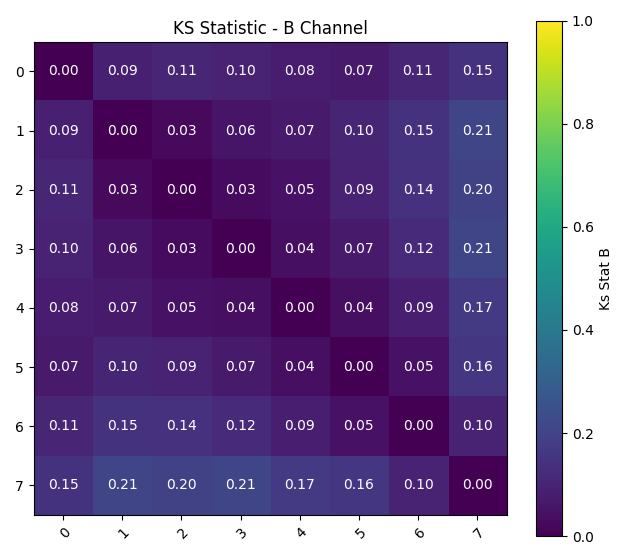 KS Statistic - B Channel
0 0.00 0.09 0.11 0.10 0.08 0.07 0.11 0.15
1 0.09 0.00 0.03 0.06 0.07 0.10 0.15 0.21
2 0.11 0.03 0.00 0.03 0.05 0.09 0.14 0.20
3 0.10 0.06 0.03 0.00 0.04 0.07 0.12 0.21
4 0.08 0.07 0.05 0.04 0.00 0.04 0.09 0.17
5 0.07 0.10 0.09 0.07 0.04 0.00 0.05 0.16
6 0.11 0.15 0.14 0.12 0.09 0.05 0.00 0.10
7 0.15 0.21 0.20 0.21 0.17 0.16 0.10 0.00
0 1 2 3 4 5 6 7
1.0
0.8
0.6
0.4
0.2
0.0
Ks Stat B